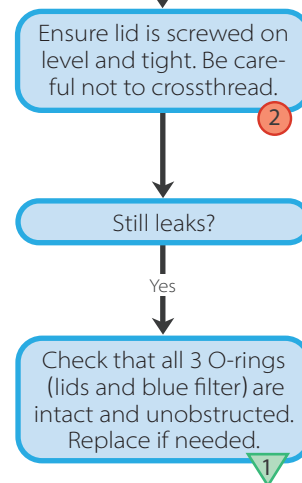 Ensure lid is screwed on
level and tight. Be care-
ful not to crossthread.
2
Still leaks?
Yes
Check that all 3 O-rings
(lids and blue filter) are
intact and unobstructed.
Replace if needed.
1